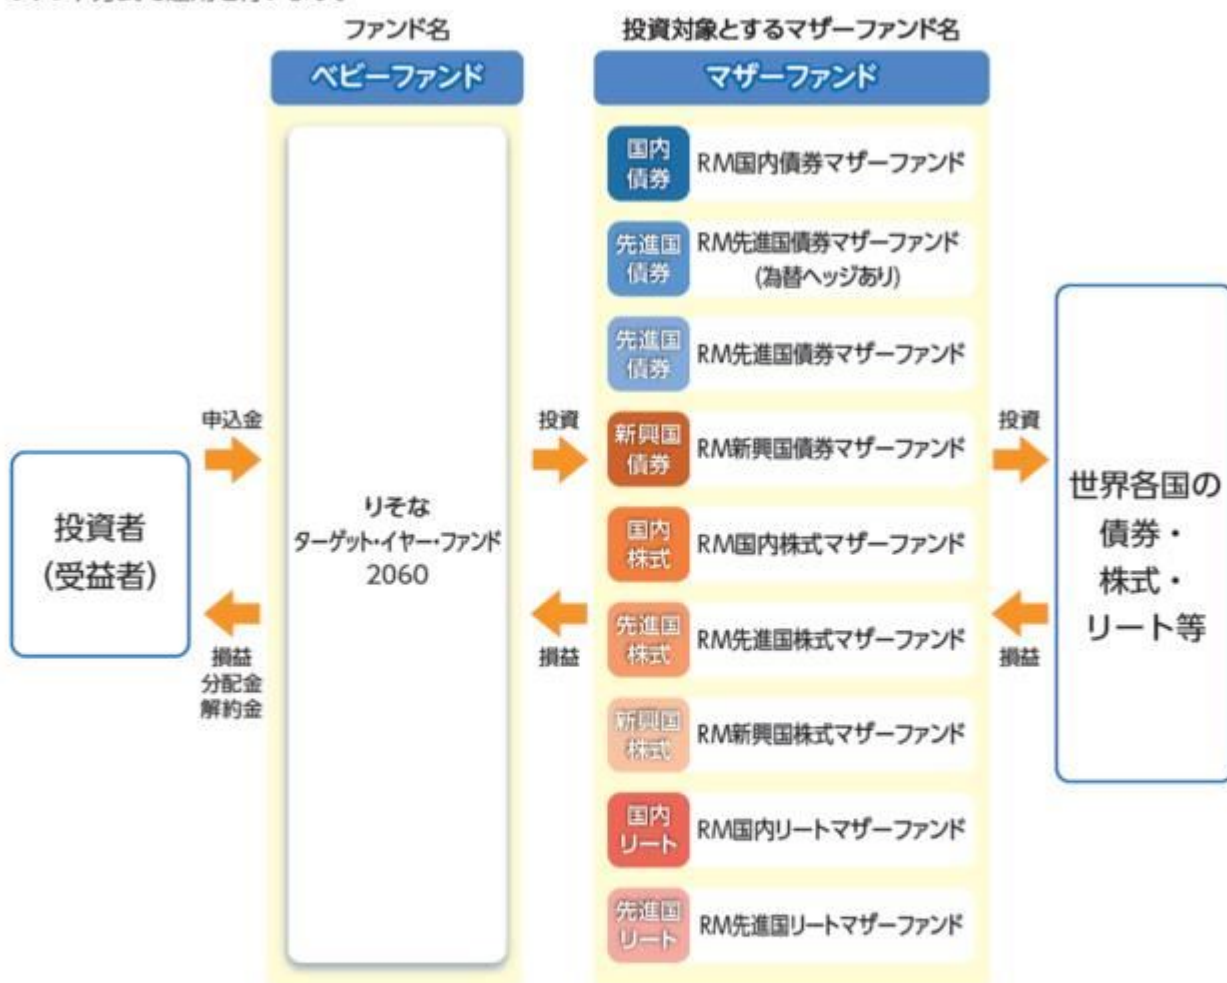 ファンド名
投資対象とするマザーファンド名
ベビーファンド
マザーファンド
国内
債券
RM国内債券マザーファンド
先進国
債券
RM先進国債券マザーファンド
(為替ヘッジあり)
先進国
債券
RM先進国債券マザーファンド
申込金
投資
新興国
債券
RM新興国債券マザーファンド
投資
投資者
(受益者)
りそな
ターゲット・イヤー・ファンド
2060
国内
株式
RM国内株式マザーファンド
世界各国の
債券・
株式・
リート等
損益
分配金
解約金
損益
先進国
株式
RM先進国株式マザーファンド
損益
新興国
株式
RM新興国株式マザーファンド
国内
リート
RM国内リートマザーファンド
先進国
リート
RM先進国リートマザーファンド